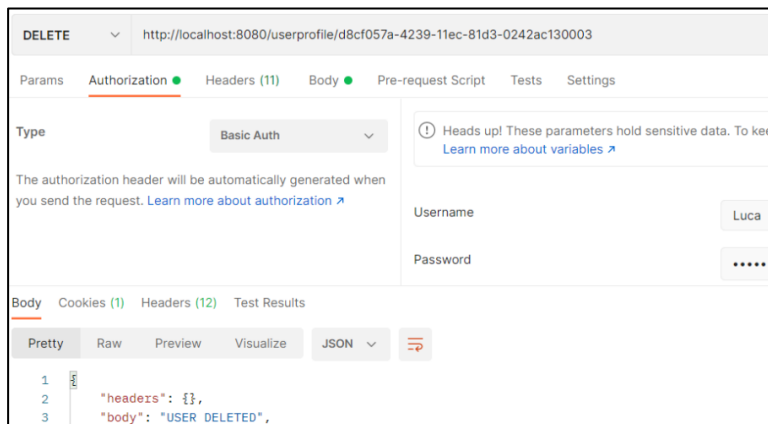 DELETE http://localhost:8080/userprofile/d8cf057a-4239-11ec-81d3-0242ac130003
Params Authorization Headers (11) Body Pre-request Script Tests Settings
Type Basic Auth
The authorization header will be automatically generated when
you send the request. Learn more about authorization ↗
Heads up! These parameters hold sensitive data. To
Learn more about variables ↗
Username Luca
Password •••••
Body Cookies (1) Headers (12) Test Results
Pretty Raw Preview Visualize JSON
1 {
2 "headers": {},
3 "body": "USER DELETED",